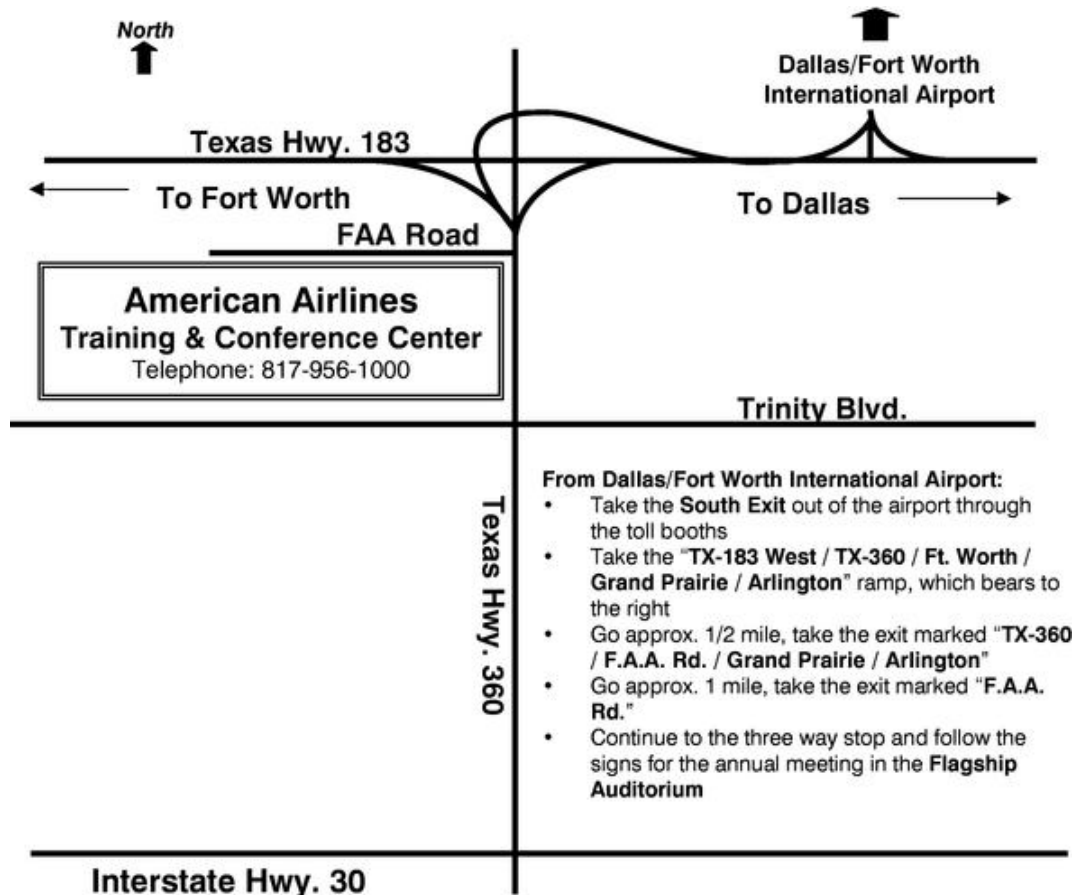 North
Dallas/Fort Worth
International Airport
Texas Hwy. 183
To Fort Worth
To Dallas
FAA Road
American Airlines
Training & Conference Center
Telephone: 817-956-1000
Trinity Blvd.
Texas Hwy. 360
From Dallas/Fort Worth International Airport:
• Take the South Exit out of the airport through
the toll booths
• Take the “TX-183 West / TX-360 / Ft. Worth /
Grand Prairie / Arlington” ramp, which bears to
the right
• Go approx. 1/2 mile, take the exit marked “TX-360
/ F.A.A. Rd. / Grand Prairie / Arlington”
• Go approx. 1 mile, take the exit marked “F.A.A.
Rd.”
• Continue to the three way stop and follow the
signs for the annual meeting in the Flagship
Auditorium
Interstate Hwy. 30